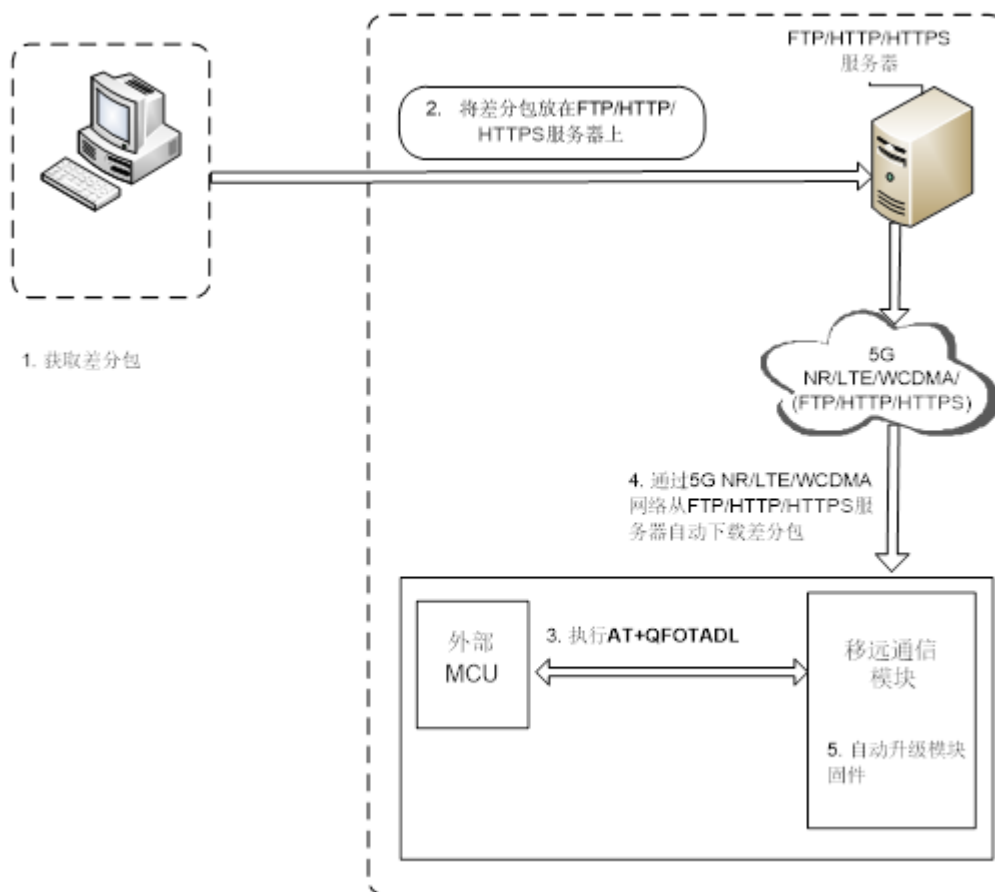 FTP/HTTP/HTTPS
服务器
2. 将差分包放在FTP/HTTP/
HTTPS服务器上
1. 获取差分包
5G
NR/LTE/WCDMA/
(FTP/HTTP/HTTPS)
4. 通过5G NR/LTE/WCDMA
网络从FTP/HTTP/HTTPS服
务器自动下载差分包
外部
MCU
3. 执行AT+QFOTADL
移远通信
模块
5. 自动升级模块
固件